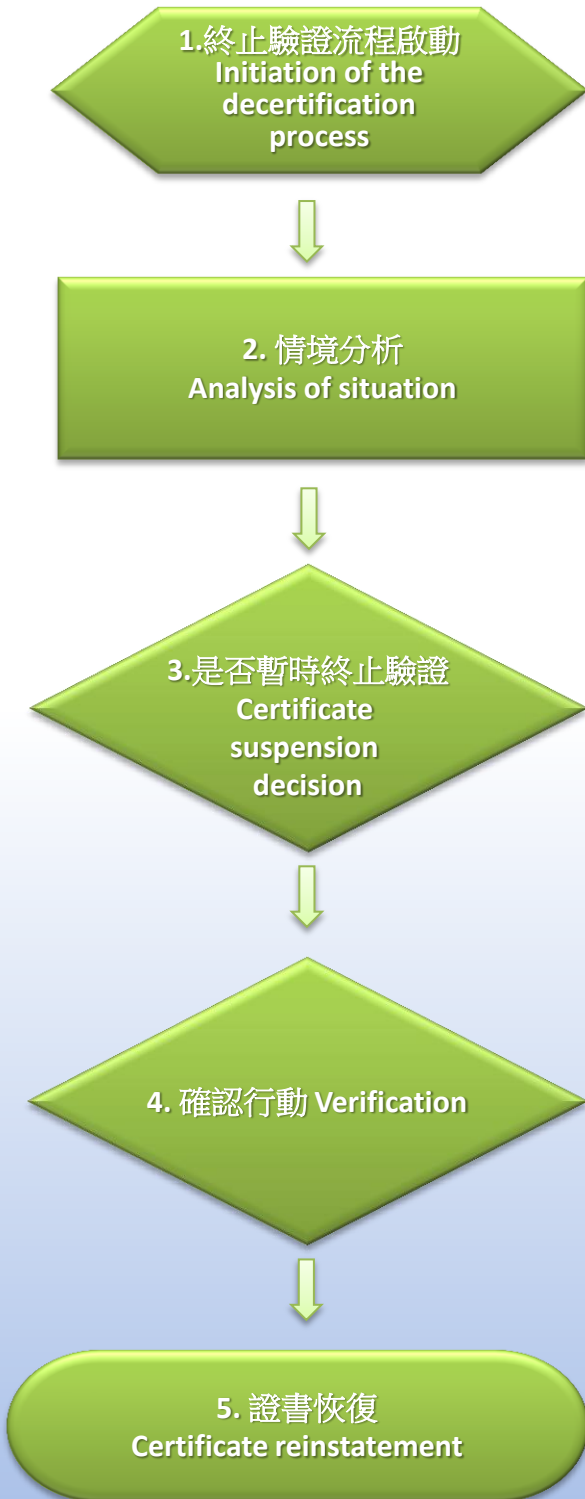 1.終止驗證流程啟動
Initiation of the
decertification
process
2. 情境分析
Analysis of situation
3.是否暫時終止驗證
Certificate
suspension
decision
4. 確認行動 Verification
5. 證書恢復
Certificate reinstatement